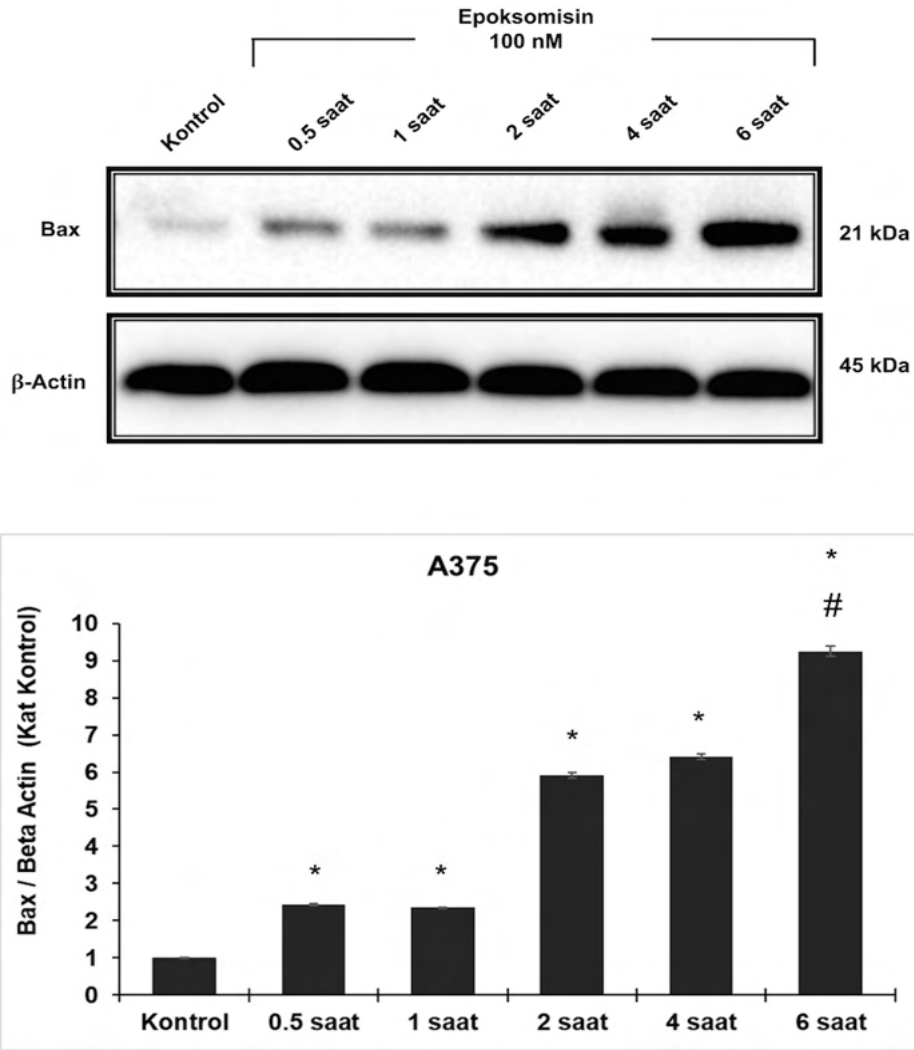 Epoksomisin
100 nM
Kontrol 0.5 saat 1 saat 2 saat 4 saat 6 saat
Bax 21 kDa
β-Actin 45 kDa
A375
Bax / Beta Actin (Kat Kontrol)
10
9
8
7
6
5
4
3
2
1
0
* * * * * #
Kontrol 0.5 saat 1 saat 2 saat 4 saat 6 saat